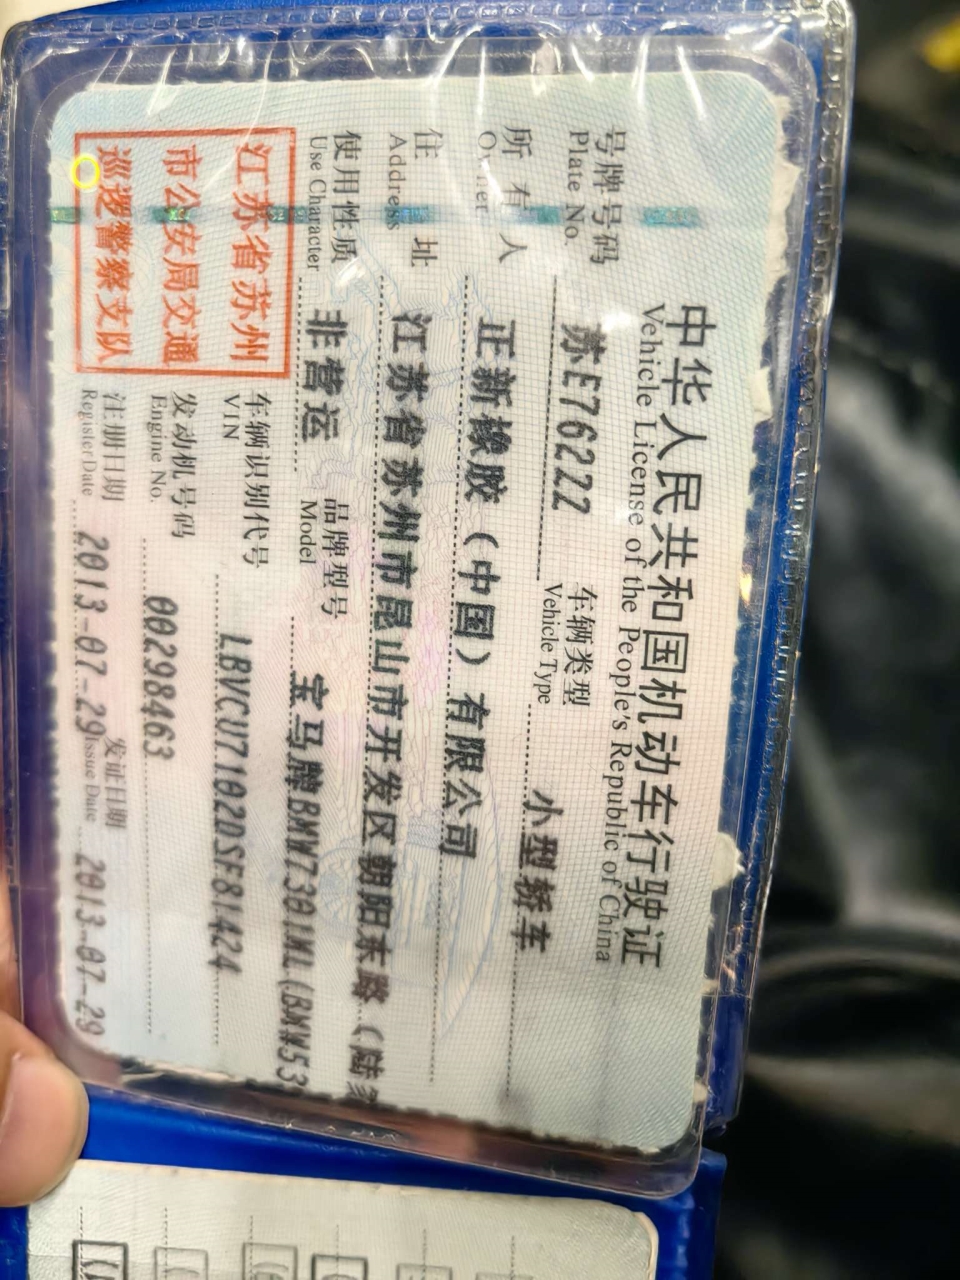 中华人民共和国机动车行驶证
Vehicle License of the People's Republic of China
号牌号码 苏E76222 车辆类型 小型轿车
Plate No. Vehicle Type
所有人 正新橡胶（中国）有限公司
Owner
住址 江苏省苏州市昆山市开发区朝阳东路（陆家
Address
使用性质 非营运 品牌型号 宝马牌BMW7301ML(BMW53
Use Character Model
江苏省苏州
市公安局交通
巡逻警察支队
车辆识别代号 LBVCU7102DSF81424
VIN
发动机号码 00298463
Engine No.
注册日期 2013-07-29 发证日期 2013-07-29
Register Date Issue Date